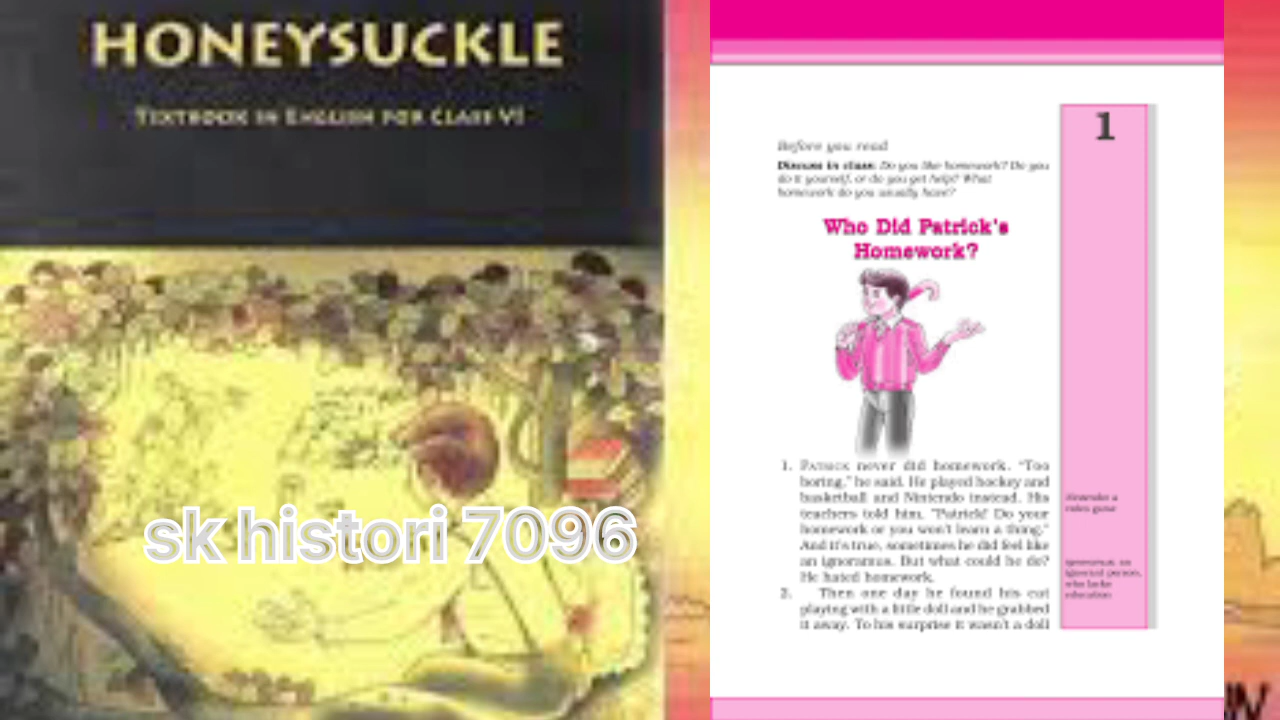 HONEYSUCKLE
TEXTBOOK IN ENGLISH FOR CLASS VI
sk histori 7096
1
Before you read
Discuss in class: Do you like homework? Do you
do it yourself, or do you get help? What
homework do you usually have?
Who Did Patrick's
Homework?
1. PATRICK never did homework. “Too
boring,” he said. He played hockey and
basketball and Nintendo instead. His
teachers told him, “Patrick! Do your
homework or you won't learn a thing.”
And it's true, sometimes he did feel like
an ignoramus. But what could he do?
He hated homework.
2. Then one day he found his cat
playing with a little doll and he grabbed
it away. To his surprise it wasn't a doll
Nintendo: a
video game
ignoramus: an
ignorant person,
who lacks
education